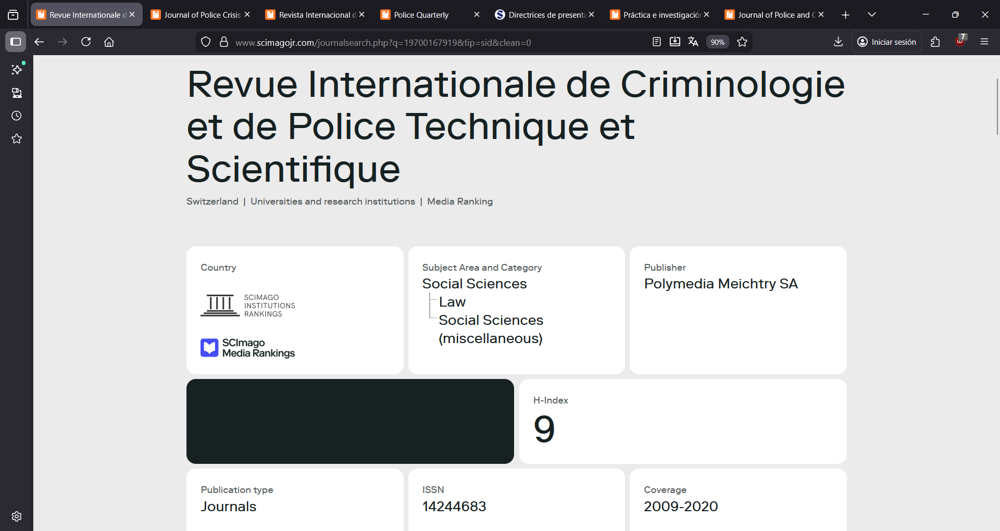 Revue Internationale d
Journal of Police Crisis
Revista Internacional d
Police Quarterly
Directrices de presenta
Práctica e investigación
Journal of Police and C
www.scimagojr.com/journalsearch.php?q=19700167919&tip=sid&clean=0
90%
Iniciar sesión
7
Revue Internationale de Criminologie
et de Police Technique et
Scientifique
Switzerland | Universities and research institutions | Media Ranking
Country
SCIMAGO
INSTITUTIONS
RANKINGS
SCImago
Media Rankings
Subject Area and Category
Social Sciences
Law
Social Sciences
(miscellaneous)
Publisher
Polymedia Meichtry SA
H-Index
9
Publication type
Journals
ISSN
14244683
Coverage
2009-2020